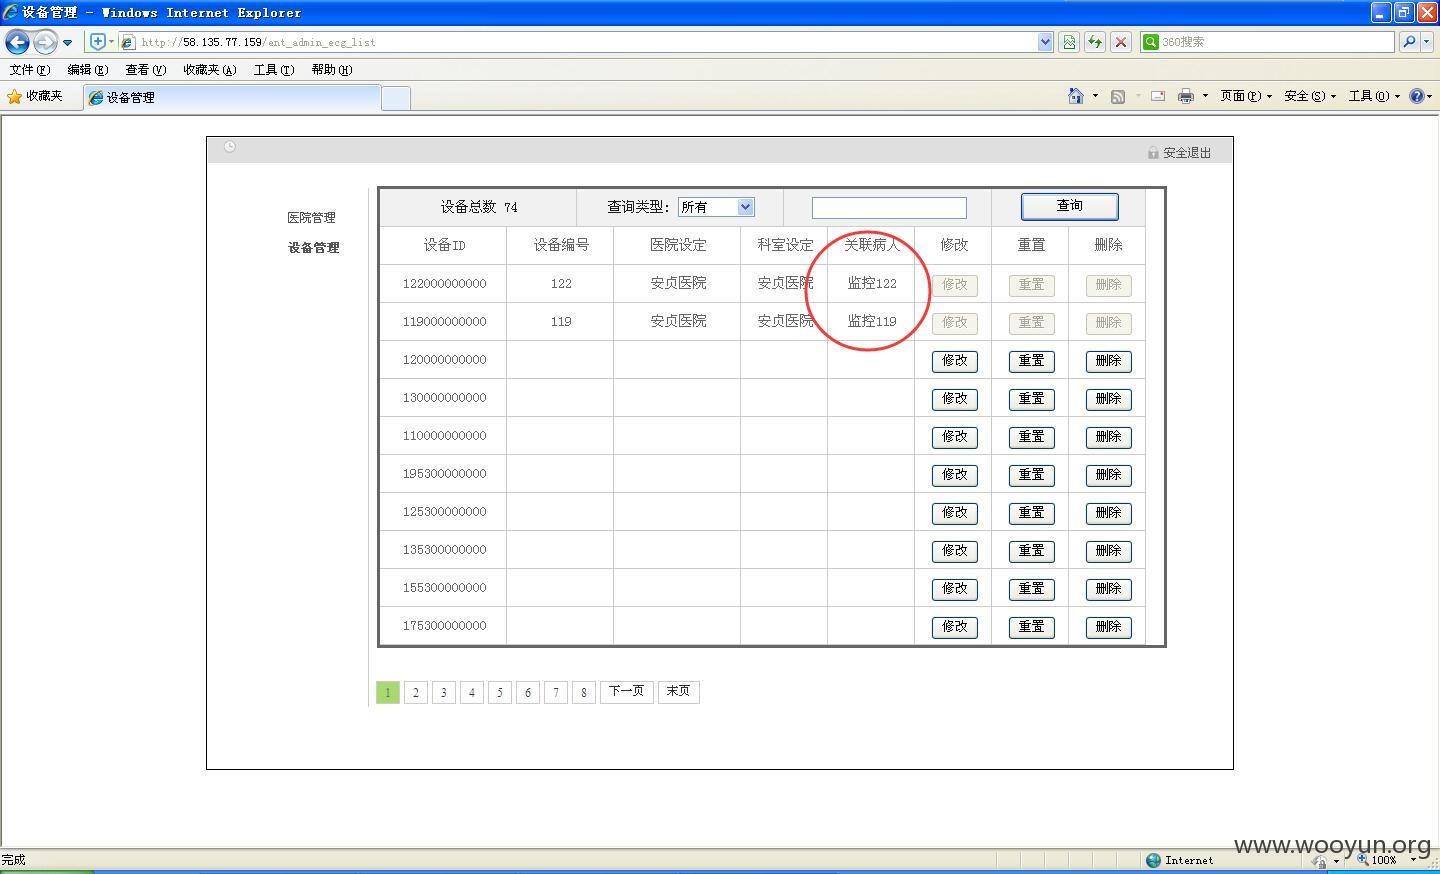 设备管理 - Windows Internet Explorer
http://58.135.77.159/ent_admin_ecg_list
360搜索
文件(F) 编辑(E) 查看(V) 收藏夹(A) 工具(T) 帮助(H)
收藏夹 设备管理 页面(P) 安全(S) 工具(O)
安全退出
医院管理
设备管理
设备总数 74 查询类型: 所有 查询
设备ID 设备编号 医院设定 科室设定 关联病人 修改 重置 删除
122000000000 122 安贞医院 安贞医院 监控122 修改 重置 删除
119000000000 119 安贞医院 安贞医院 监控119 修改 重置 删除
120000000000 修改 重置 删除
130000000000 修改 重置 删除
110000000000 修改 重置 删除
195300000000 修改 重置 删除
125300000000 修改 重置 删除
135300000000 修改 重置 删除
155300000000 修改 重置 删除
175300000000 修改 重置 删除
1 2 3 4 5 6 7 8 下一页 末页
www.wooyun.org
完成 Internet 100%